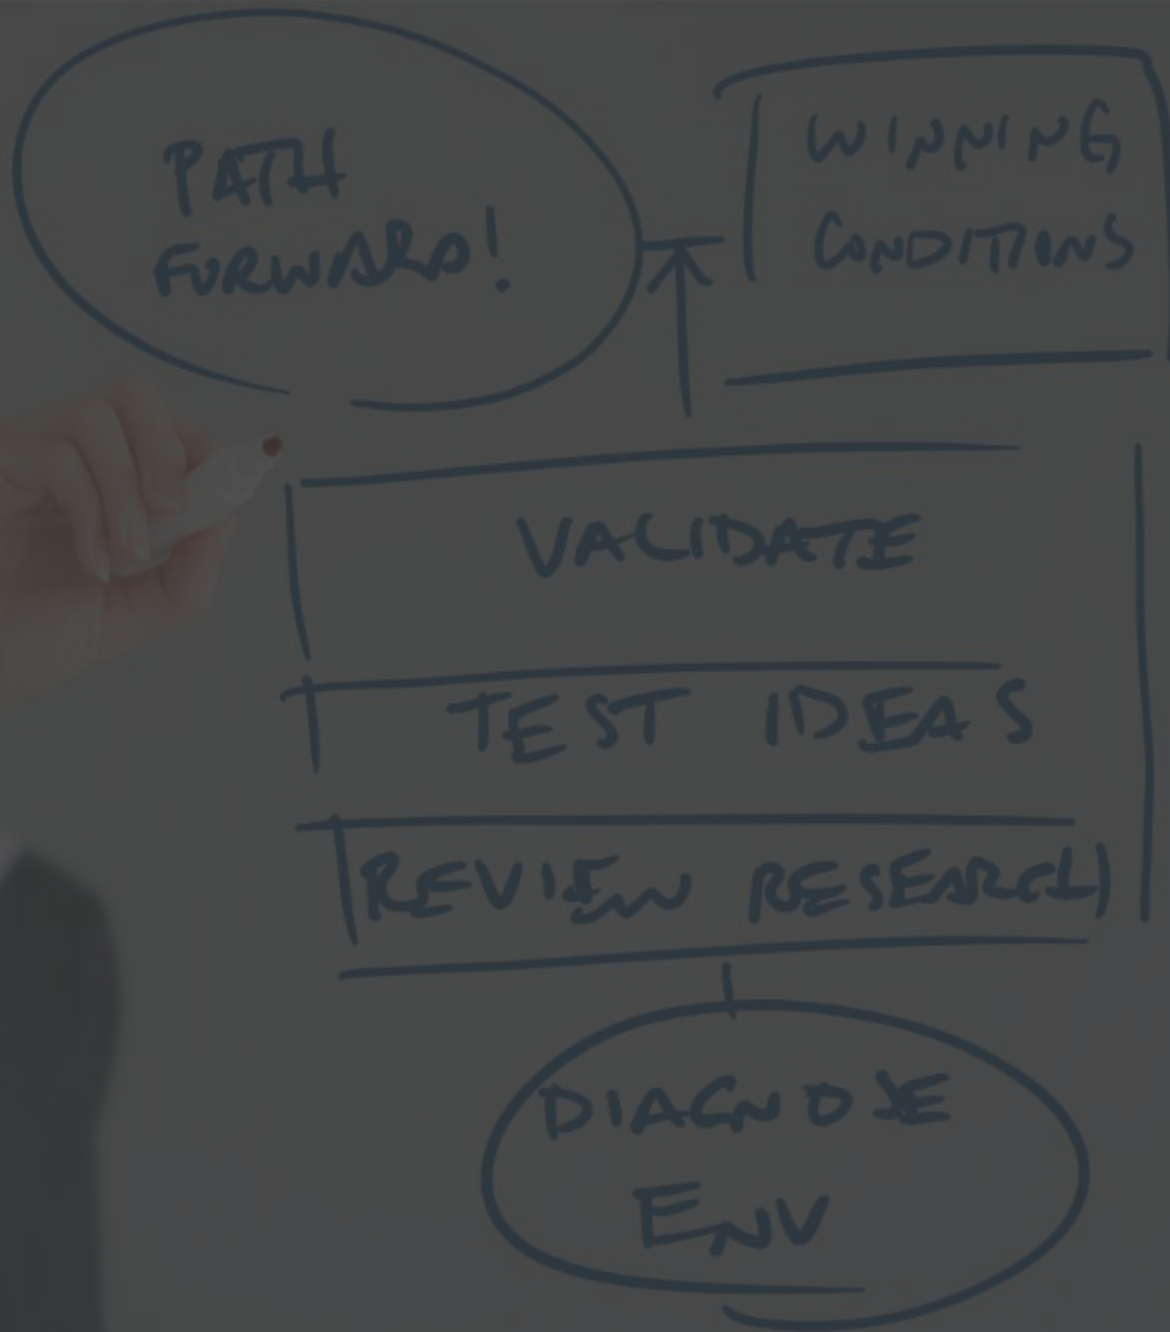 PATH
FORWARD!
WINNING
CONDITIONS
VALIDATE
TEST IDEAS
REVIEW RESEARCH
DIAGNOSE
ENV